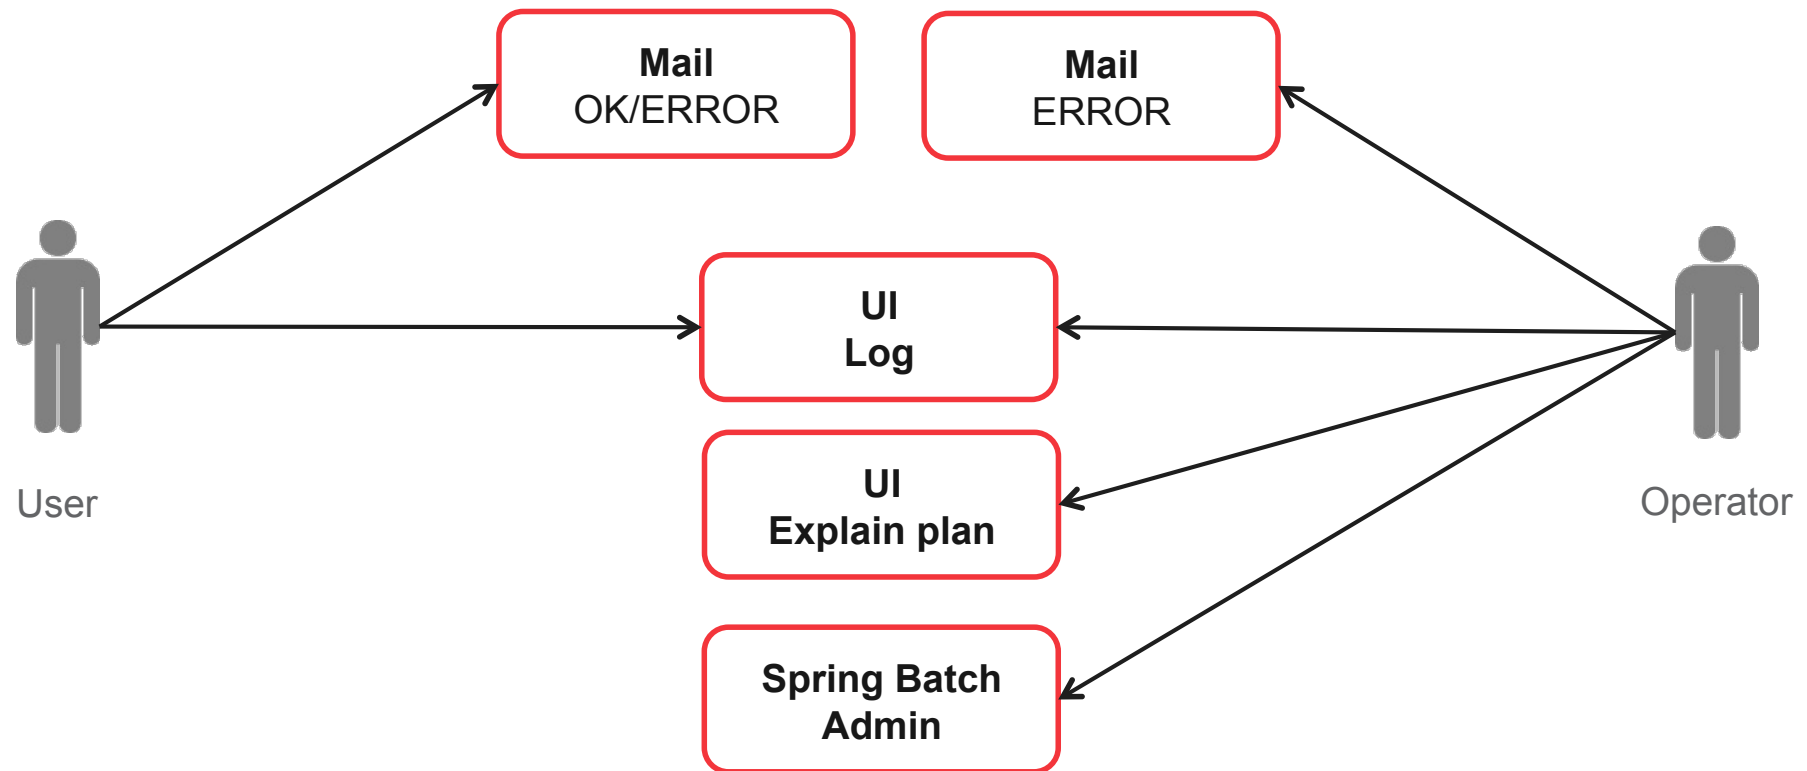 Mail
OK/ERROR
Mail
ERROR
UI
Log
UI
Explain plan
User
Operator
Spring Batch
Admin